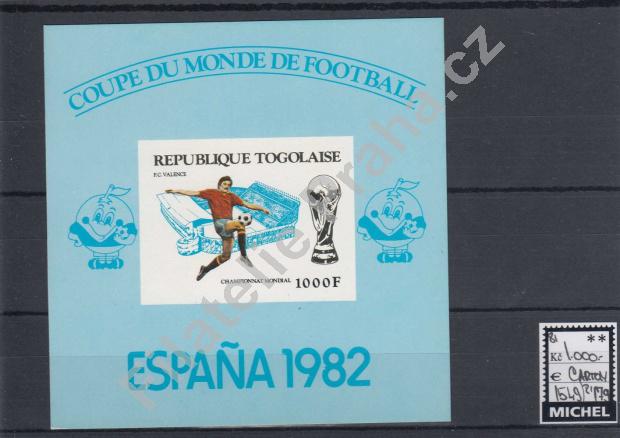 COUPE DU MONDE DE FOOTBALL
REPUBLIQUE TOGOLAISE
F.C. VALENCE
CHAMPIONNAT MONDIAL
1000F
ESPAÑA 1982
Filatelie Praha.cz
81 **
Kč 1.000.-
€ CARTON
MICHEL